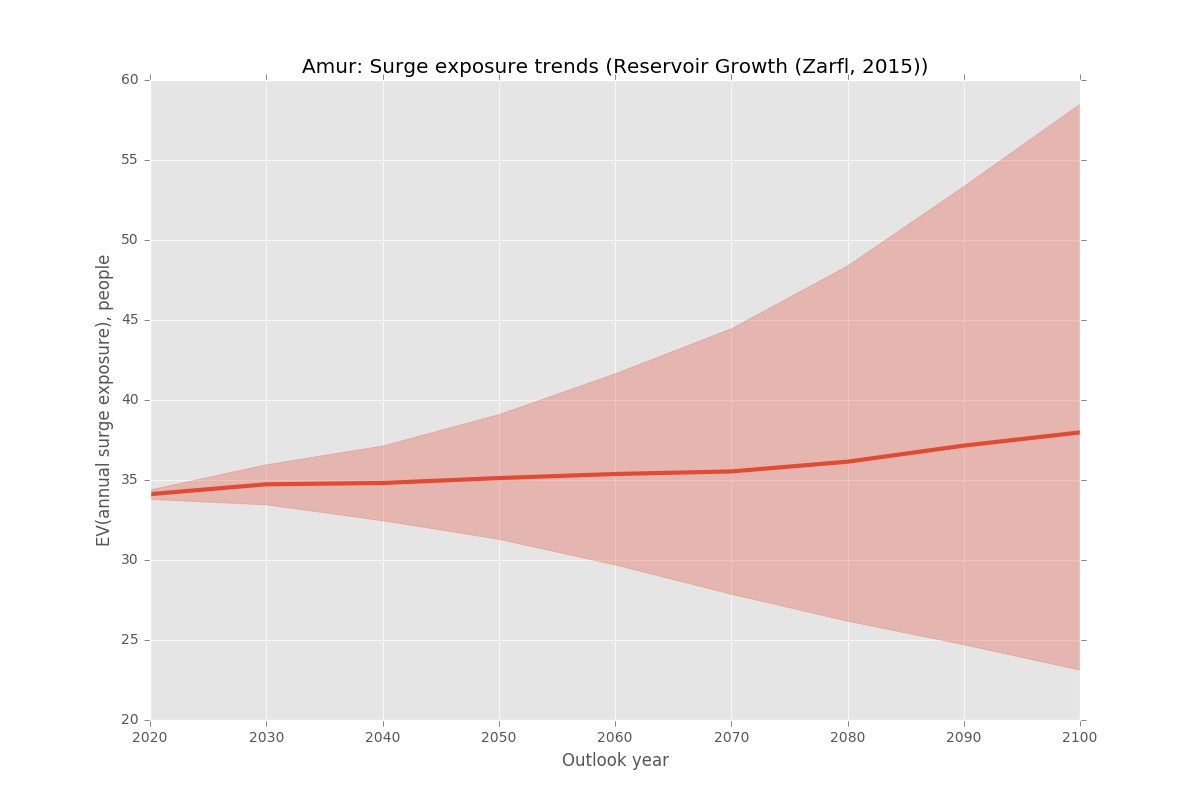 Amur: Surge exposure trends (Reservoir Growth (Zarfl, 2015))
60
55
50
45
40
35
30
25
20
EV(annual surge exposure), people
2020 2030 2040 2050 2060 2070 2080 2090 2100
Outlook year